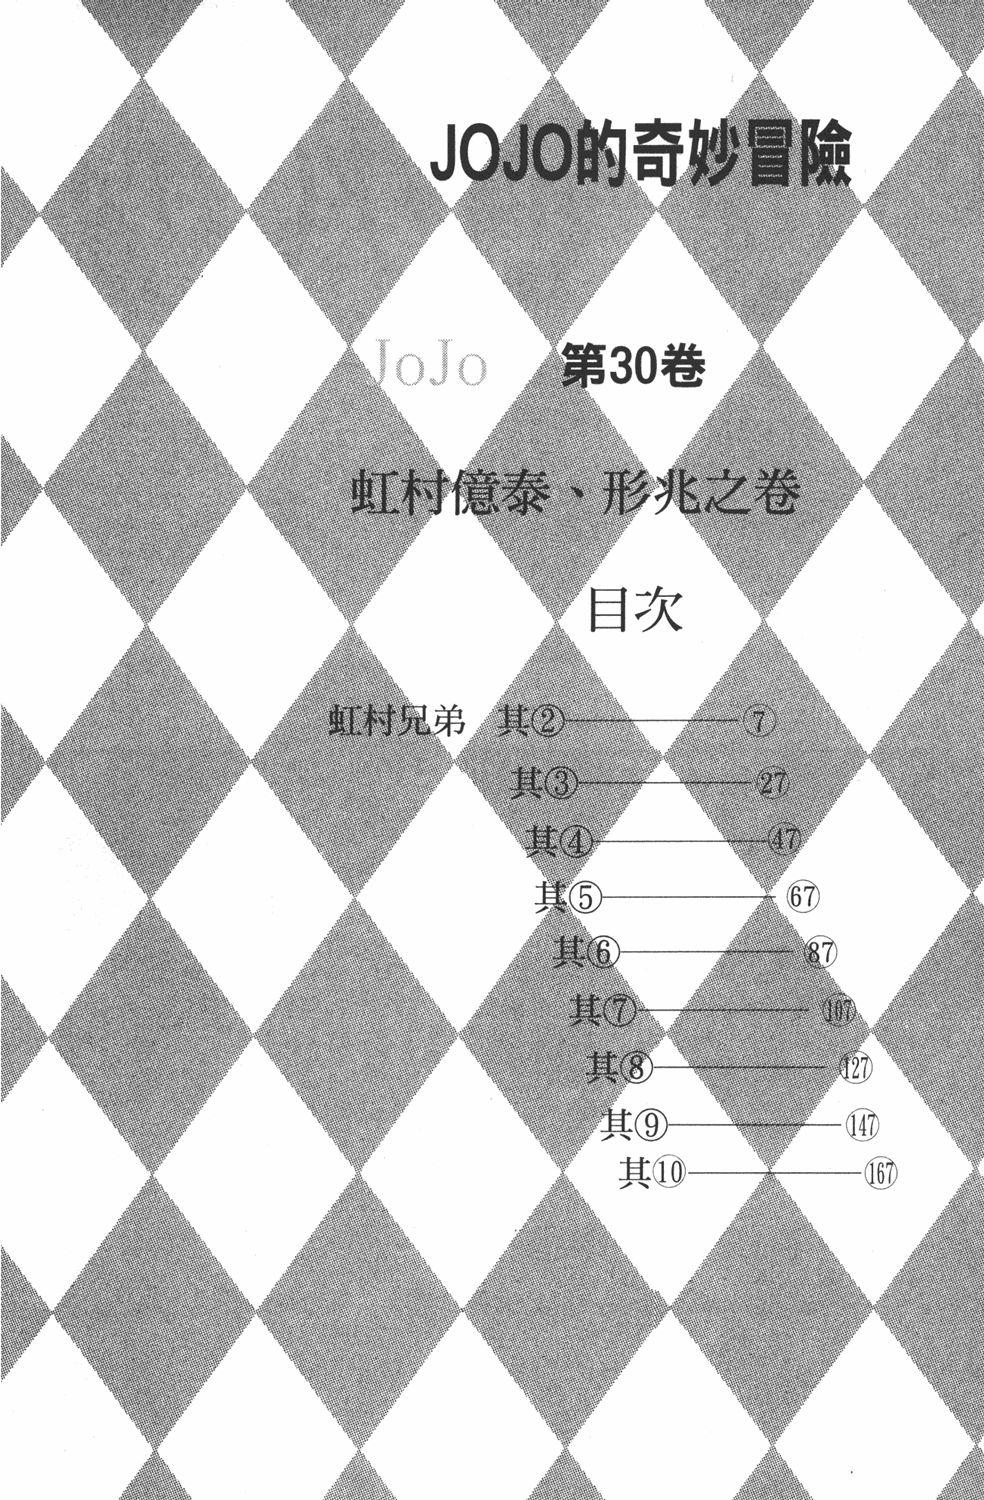 JOJO的奇妙冒險
JoJo 第30卷
虹村億泰、形兆之卷
目次
虹村兄弟 其②——⑦
其③——㉗
其④——㊼
其⑤——67
其⑥——87
其⑦——107
其⑧——127
其⑨——147
其⑩——167